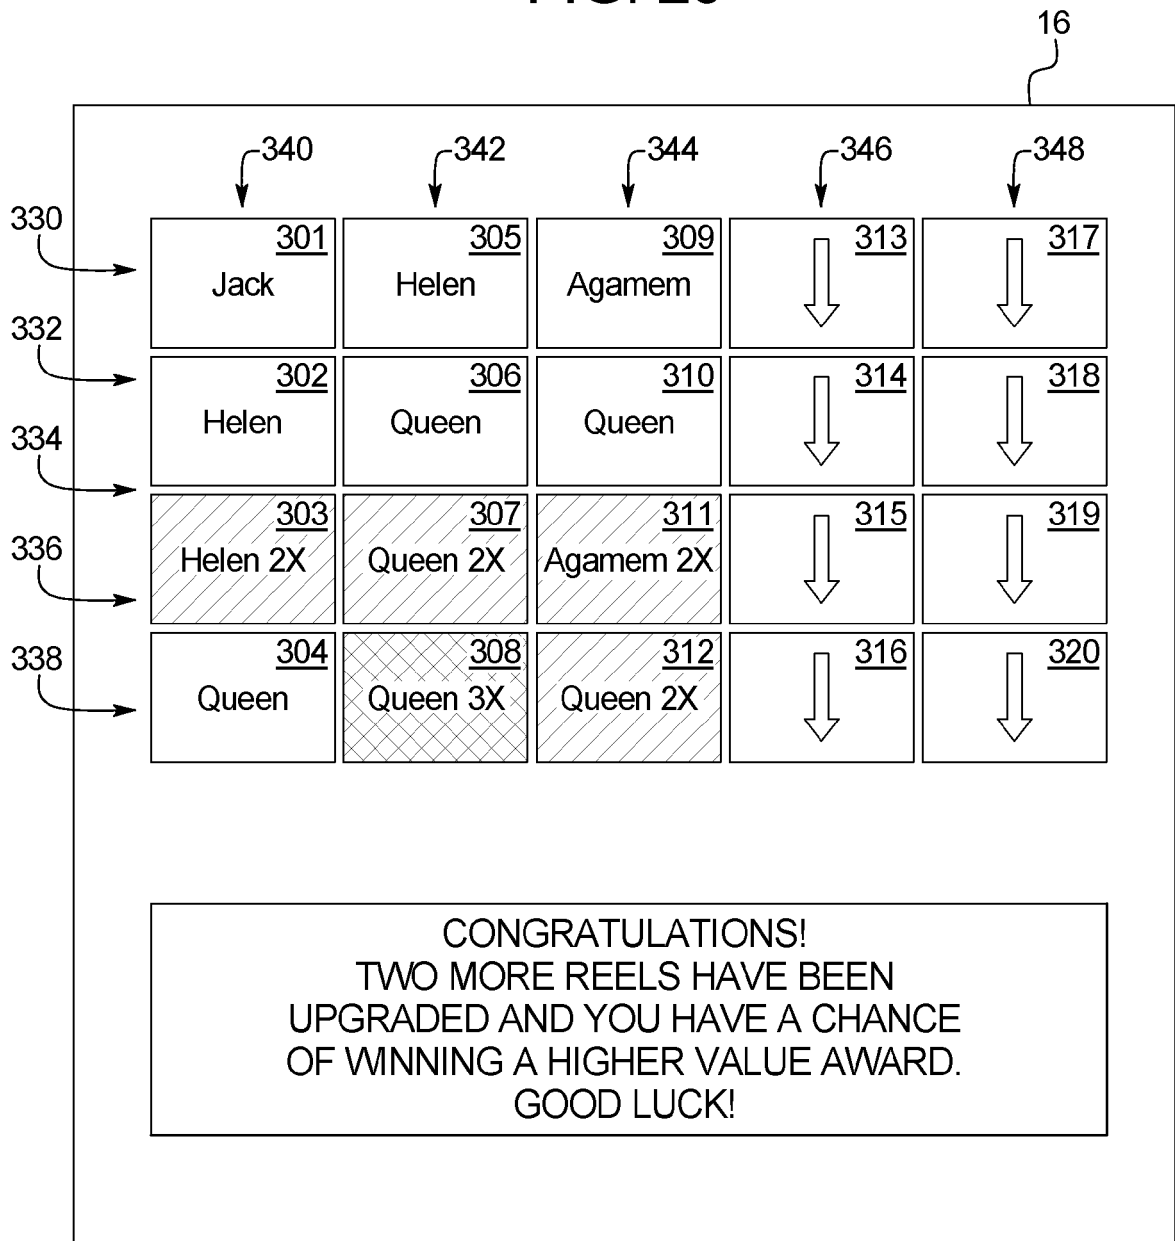 16
340 342 344 346 348
330
301 305 309 313 317
Jack Helen Agamem
332
302 306 310 314 318
Helen Queen Queen
334
303 307 311 315 319
336
Helen 2X Queen 2X Agamem 2X
338
304 308 312 316 320
Queen Queen 3X Queen 2X
CONGRATULATIONS!
TWO MORE REELS HAVE BEEN
UPGRADED AND YOU HAVE A CHANCE
OF WINNING A HIGHER VALUE AWARD.
GOOD LUCK!